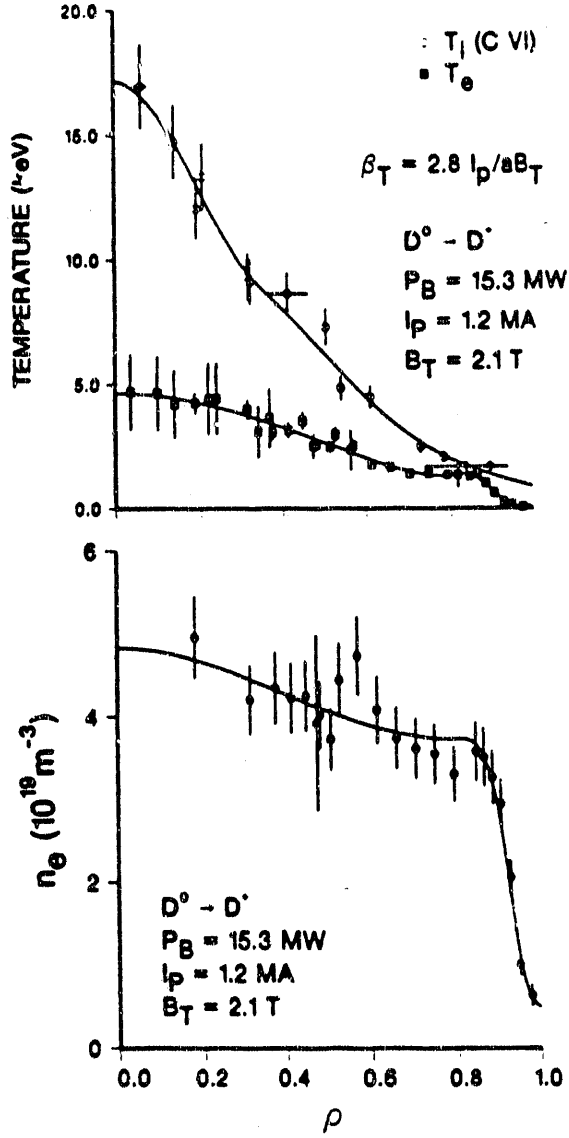 20.0
15.0
10.0
5.0
0.0
TEMPERATURE (keV)
T_i (C VI)
T_e
β_T = 2.8 I_p/aB_T
D° → D⁺
P_B = 15.3 MW
I_p = 1.2 MA
B_T = 2.1 T
6
4
2
0
n_e (10^19 m^-3)
D° → D⁺
P_B = 15.3 MW
I_p = 1.2 MA
B_T = 2.1 T
0.0 0.2 0.4 0.6 0.8 1.0
ρ